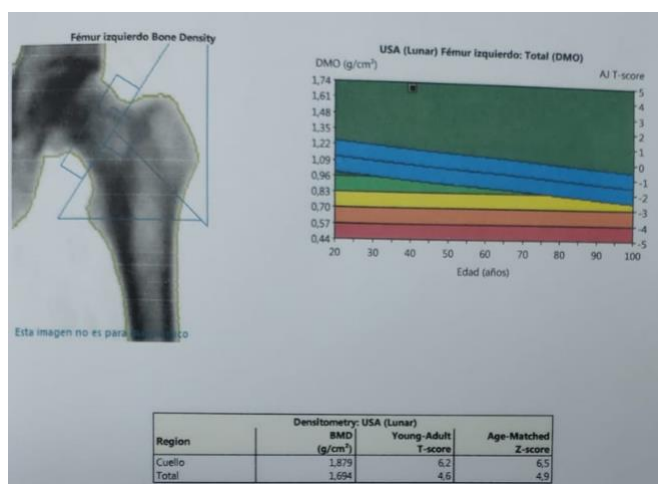 Fémur izquierdo Bone Density
Esta imagen no es para
USA (Lunar) Fémur izquierdo: Total (DMO)
DMO (g/cm²)
AJ T-score
1,74
1,61
1,48
1,35
1,22
1,09
0,96
0,83
0,70
0,57
0,44
5
4
3
2
1
0
-1
-2
-3
-4
-5
20 30 40 50 60 70 80 90 100
Edad (años)
Densitometry: USA (Lunar)
Region BMD (g/cm²) Young-Adult T-score Age-Matched Z-score
Cuello 1,879 6,2 6,5
Total 1,694 4,6 4,9